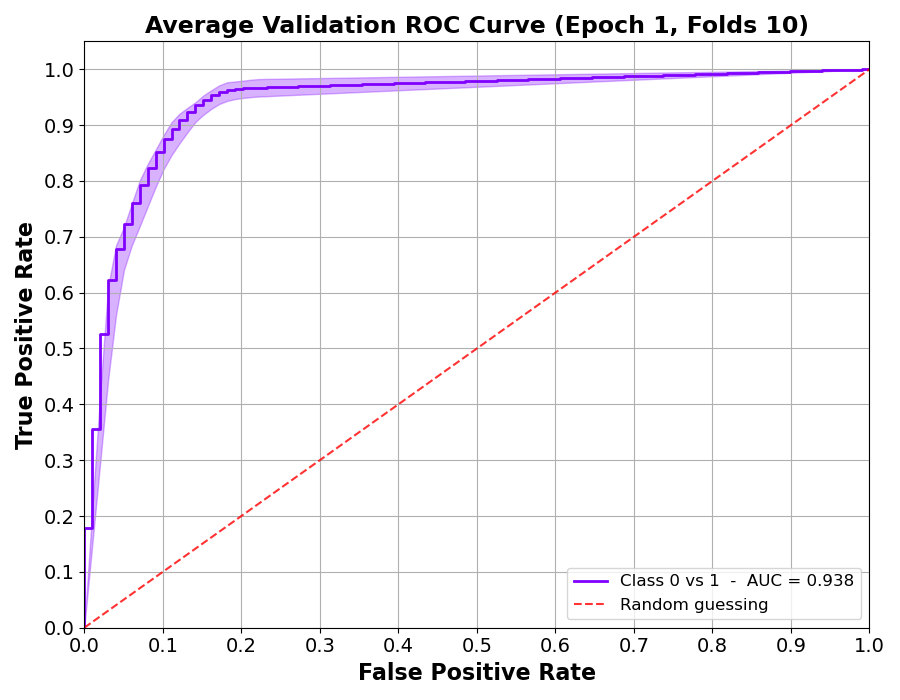 Average Validation ROC Curve (Epoch 1, Folds 10)
1.0
0.9
0.8
0.7
0.6
0.5
0.4
0.3
0.2
0.1
0.0
True Positive Rate
Class 0 vs 1 - AUC = 0.938
Random guessing
0.0 0.1 0.2 0.3 0.4 0.5 0.6 0.7 0.8 0.9 1.0
False Positive Rate